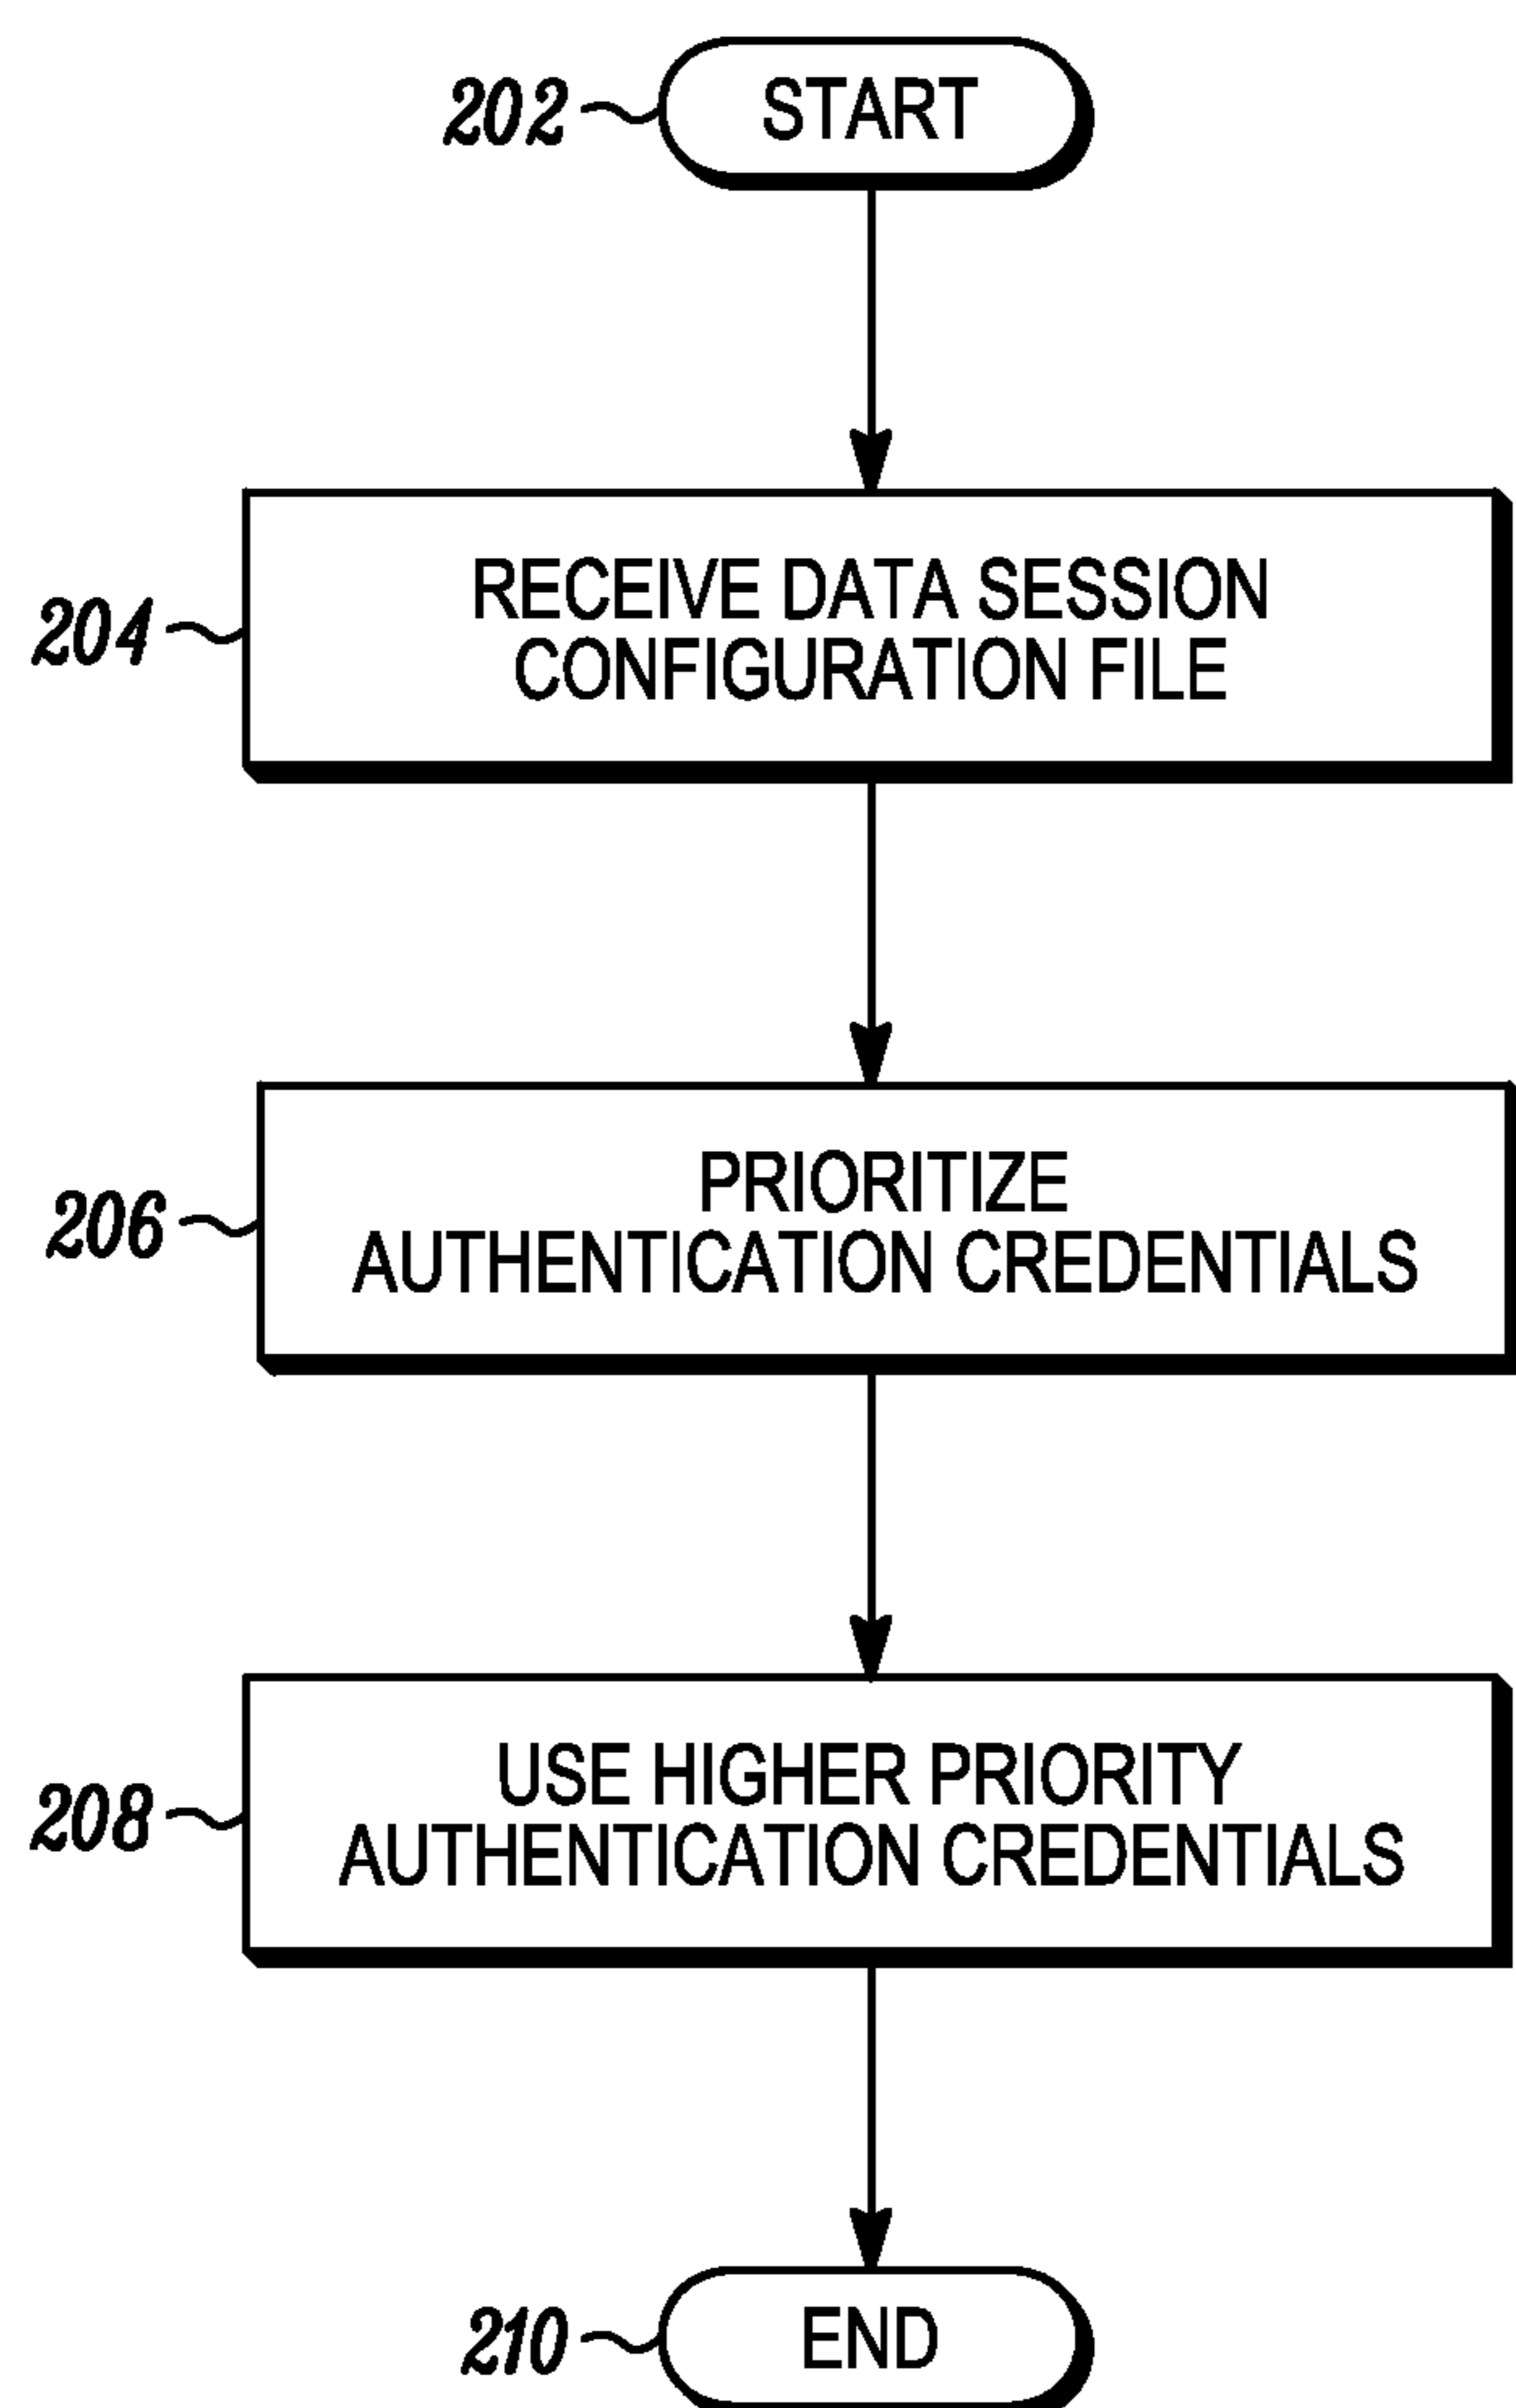 202 START
204 RECEIVE DATA SESSION
CONFIGURATION FILE
206 PRIORITIZE
AUTHENTICATION CREDENTIALS
208 USE HIGHER PRIORITY
AUTHENTICATION CREDENTIALS
210 END